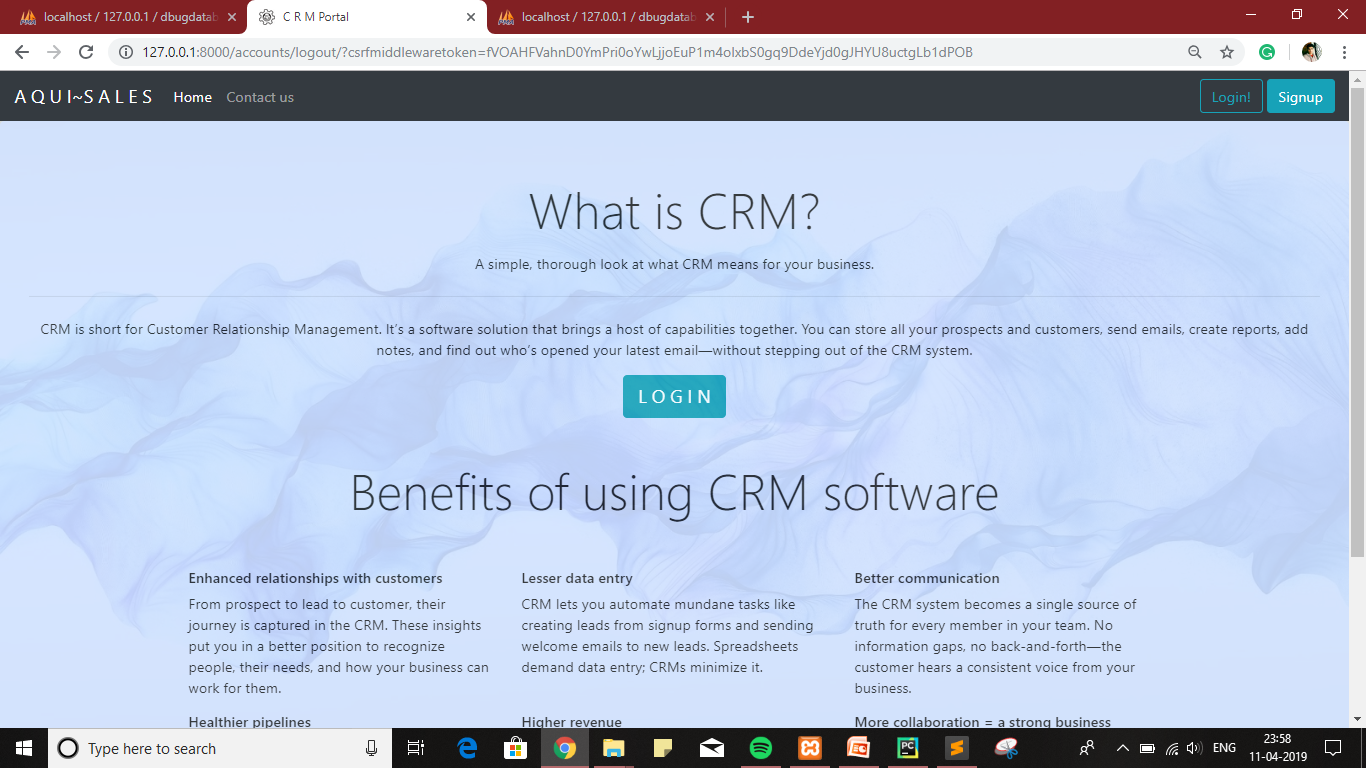 localhost / 127.0.0.1 / dbugdatab
C R M Portal
localhost / 127.0.0.1 / dbugdatab
127.0.0.1:8000/accounts/logout/?csrfmiddlewaretoken=fVOAHFVahnD0YmPri0oYwLjjoEuP1m4olxbS0gq9DdeYjd0gJHYU8uctgLb1dPOB
AQUI~SALES
Home
Contact us
Login!
Signup
What is CRM?
A simple, thorough look at what CRM means for your business.
CRM is short for Customer Relationship Management. It’s a software solution that brings a host of capabilities together. You can store all your prospects and customers, send emails, create reports, add
notes, and find out who’s opened your latest email—without stepping out of the CRM system.
LOGIN
Benefits of using CRM software
Enhanced relationships with customers
From prospect to lead to customer, their
journey is captured in the CRM. These insights
put you in a better position to recognize
people, their needs, and how your business can
work for them.
Lesser data entry
CRM lets you automate mundane tasks like
creating leads from signup forms and sending
welcome emails to new leads. Spreadsheets
demand data entry; CRMs minimize it.
Better communication
The CRM system becomes a single source of
truth for every member in your team. No
information gaps, no back-and-forth—the
customer hears a consistent voice from your
business.
Healthier pipelines
Higher revenue
More collaboration = a strong business
Type here to search
ENG
23:58
11-04-2019